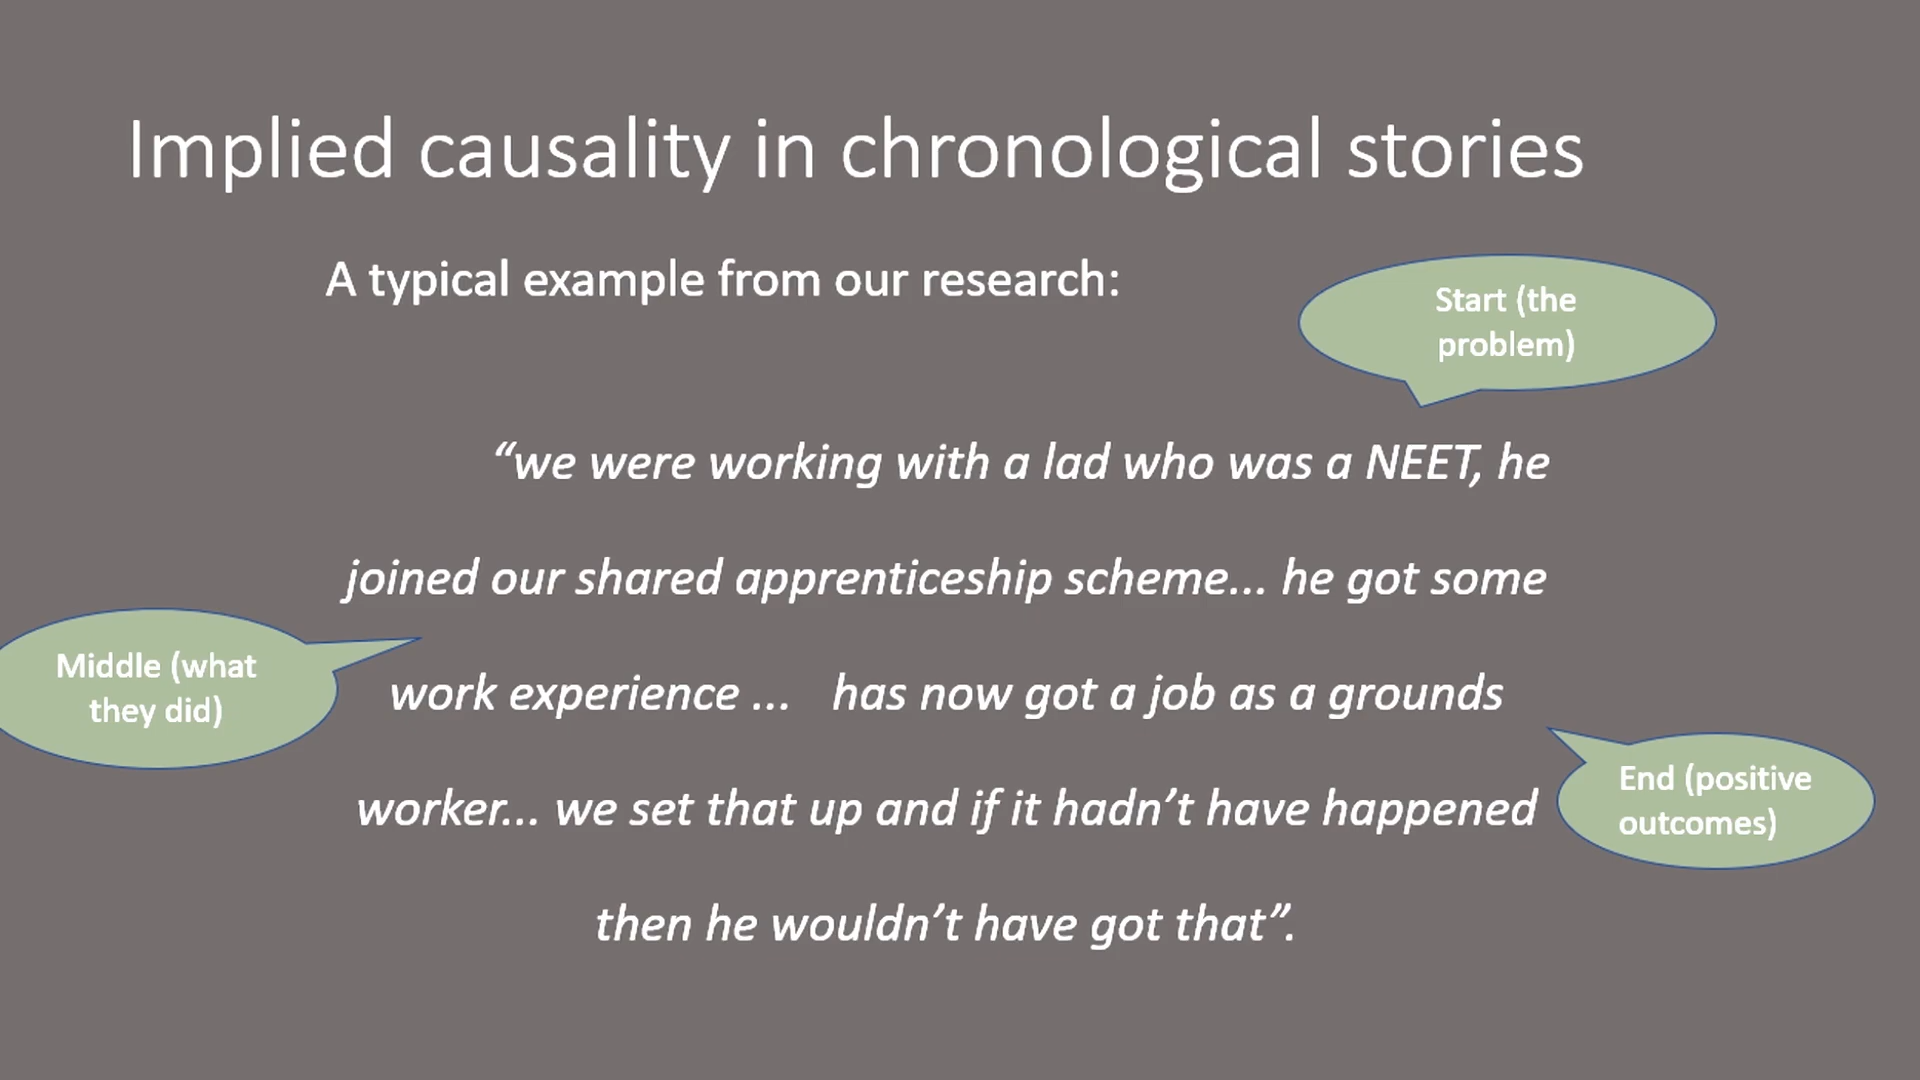 Implied causality in chronological stories
A typical example from our research:
Start (the
problem)
“we were working with a lad who was a NEET, he
joined our shared apprenticeship scheme... he got some
Middle (what
they did)
work experience ... has now got a job as a grounds
End (positive
outcomes)
worker... we set that up and if it hadn’t have happened
then he wouldn’t have got that”.